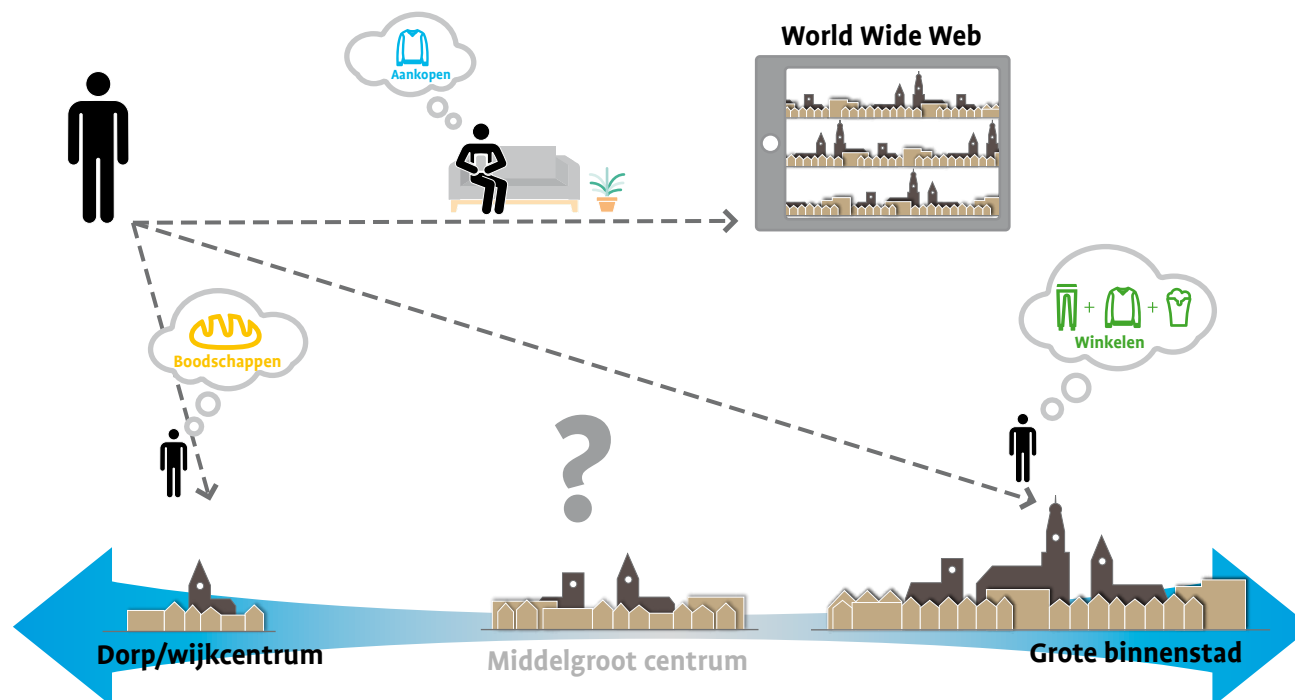 World Wide Web
Aankopen
Boodschappen
+ +
Winkelen
?
Dorp/wijkcentrum
Middelgroot centrum
Grote binnenstad